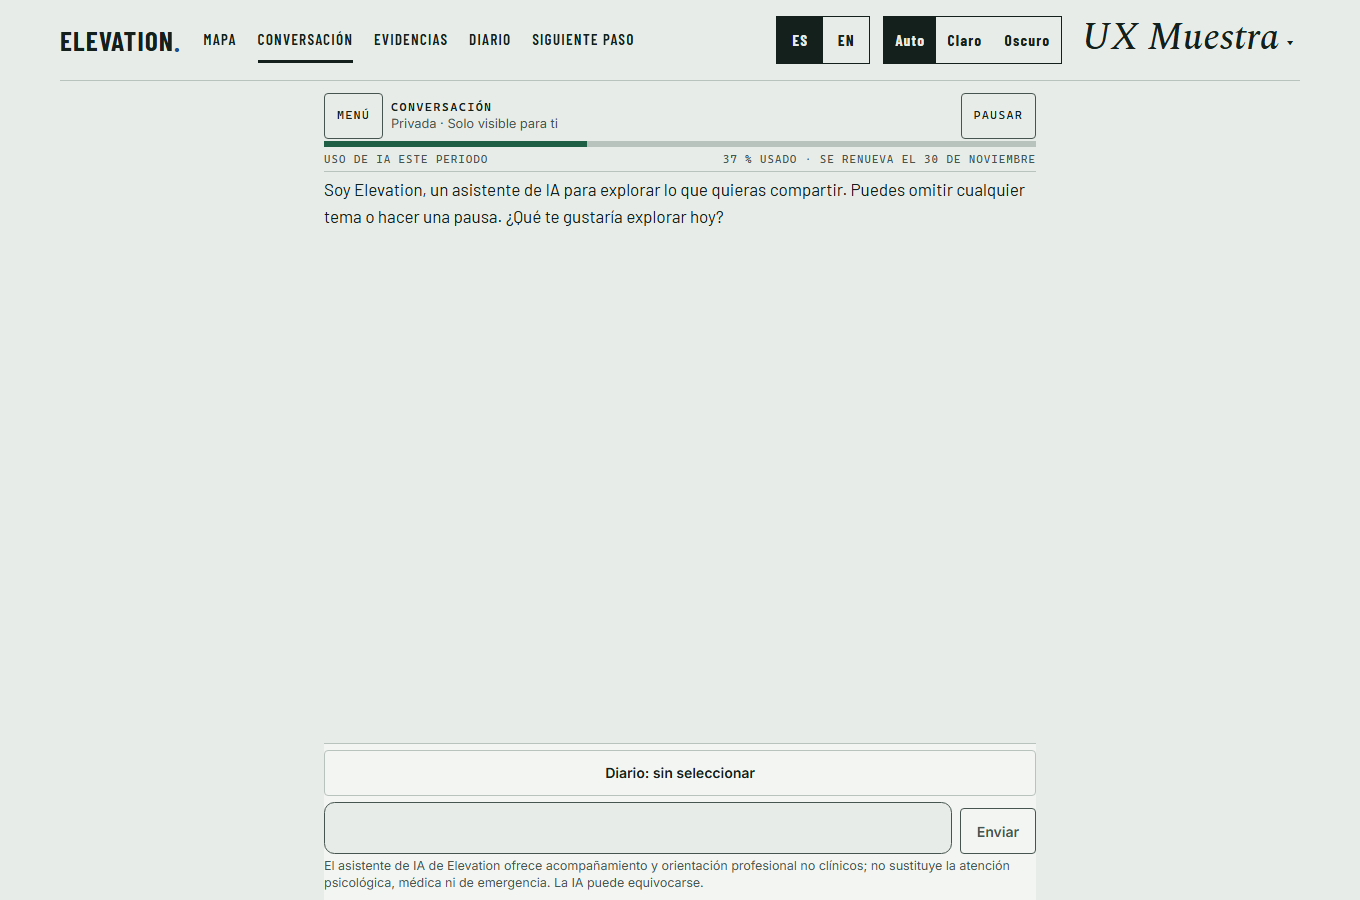 ELEVATION.
MAPA
CONVERSACIÓN
EVIDENCIAS
DIARIO
SIGUIENTE PASO
ES
EN
Auto
Claro
Oscuro
UX Muestra
MENÚ
CONVERSACIÓN
Privada · Solo visible para ti
PAUSAR
USO DE IA ESTE PERIODO
37 % USADO · SE RENUEVA EL 30 DE NOVIEMBRE
Soy Elevation, un asistente de IA para explorar lo que quieras compartir. Puedes omitir cualquier
tema o hacer una pausa. ¿Qué te gustaría explorar hoy?
Diario: sin seleccionar
Enviar
El asistente de IA de Elevation ofrece acompañamiento y orientación profesional no clínicos; no sustituye la atención
psicológica, médica ni de emergencia. La IA puede equivocarse.